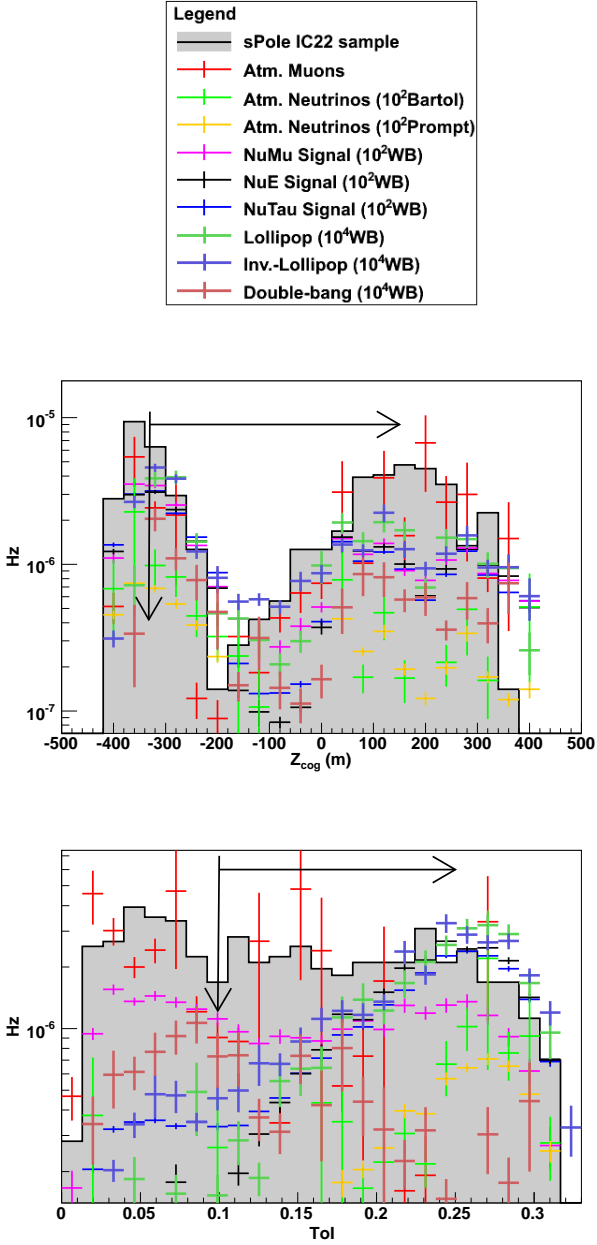 Legend
sPole IC22 sample
Atm. Muons
Atm. Neutrinos (10²Bartol)
Atm. Neutrinos (10²Prompt)
NuMu Signal (10²WB)
NuE Signal (10²WB)
NuTau Signal (10²WB)
Lollipop (10⁴WB)
Inv.-Lollipop (10⁴WB)
Double-bang (10⁴WB)
10⁻⁵
Hz
10⁻⁶
10⁻⁷
-500 -400 -300 -200 -100 0 100 200 300 400 500
Z_cog (m)
Hz
10⁻⁶
0 0.05 0.1 0.15 0.2 0.25 0.3
ToI